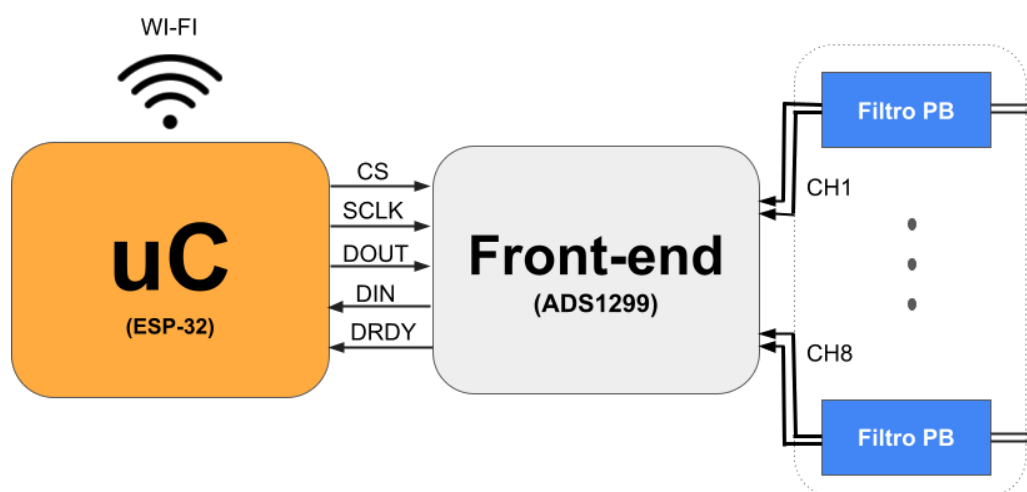 WI-FI
uC
(ESP-32)
CS
SCLK
DOUT
DIN
DRDY
Front-end
(ADS1299)
Filtro PB
CH1
CH8
Filtro PB